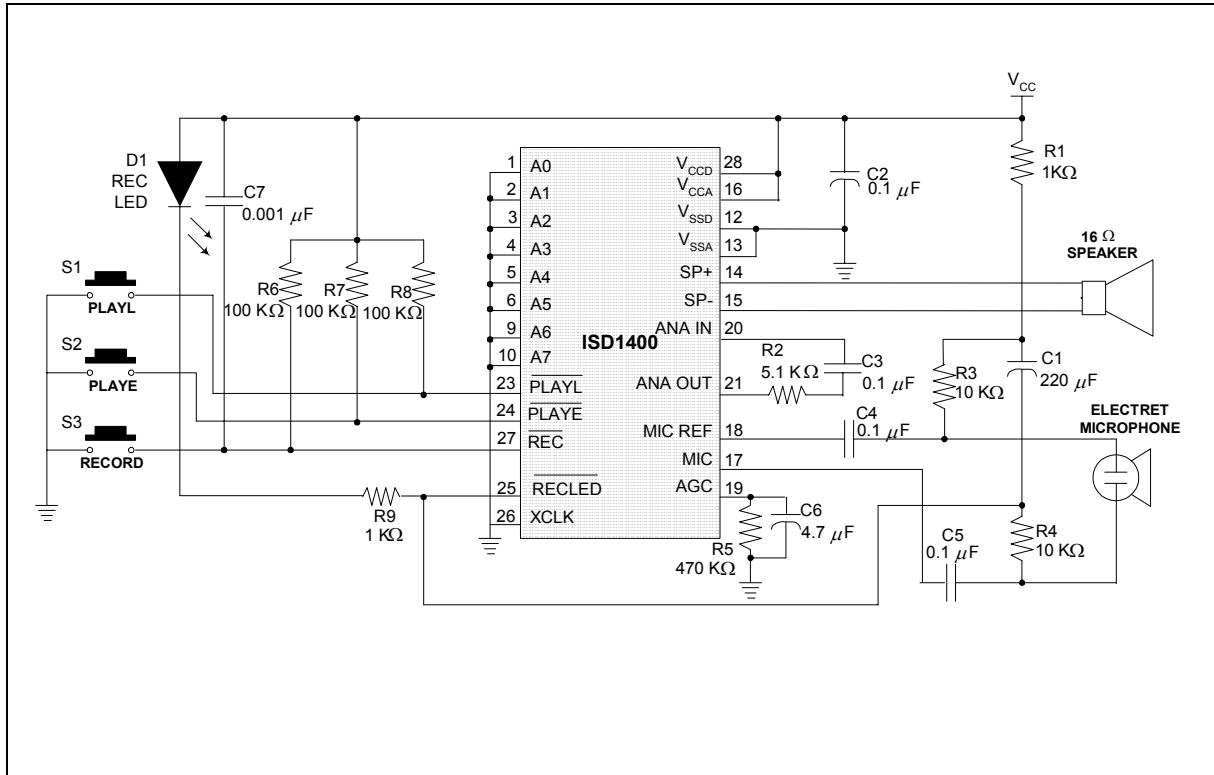 V_CC
D1
REC
LED
C7
0.001 µF
R6
100 KΩ
R7
100 KΩ
R8
100 KΩ
S1
PLAYL
S2
PLAYE
S3
RECORD
R9
1 KΩ
1 A0
2 A1
3 A2
4 A3
5 A4
6 A5
9 A6
10 A7
23 PLAYL
24 PLAYE
27 REC
25 RECLED
26 XCLK
ISD1400
V_CCD 28
V_CCA 16
V_SSD 12
V_SSA 13
SP+ 14
SP- 15
ANA IN 20
ANA OUT 21
MIC REF 18
MIC 17
AGC 19
C2
0.1 µF
R1
1KΩ
16 Ω
SPEAKER
R2
5.1 KΩ
C3
0.1 µF
R3
10 KΩ
C1
220 µF
C4
0.1 µF
ELECTRET
MICROPHONE
C6
4.7 µF
R5
470 KΩ
C5
0.1 µF
R4
10 KΩ